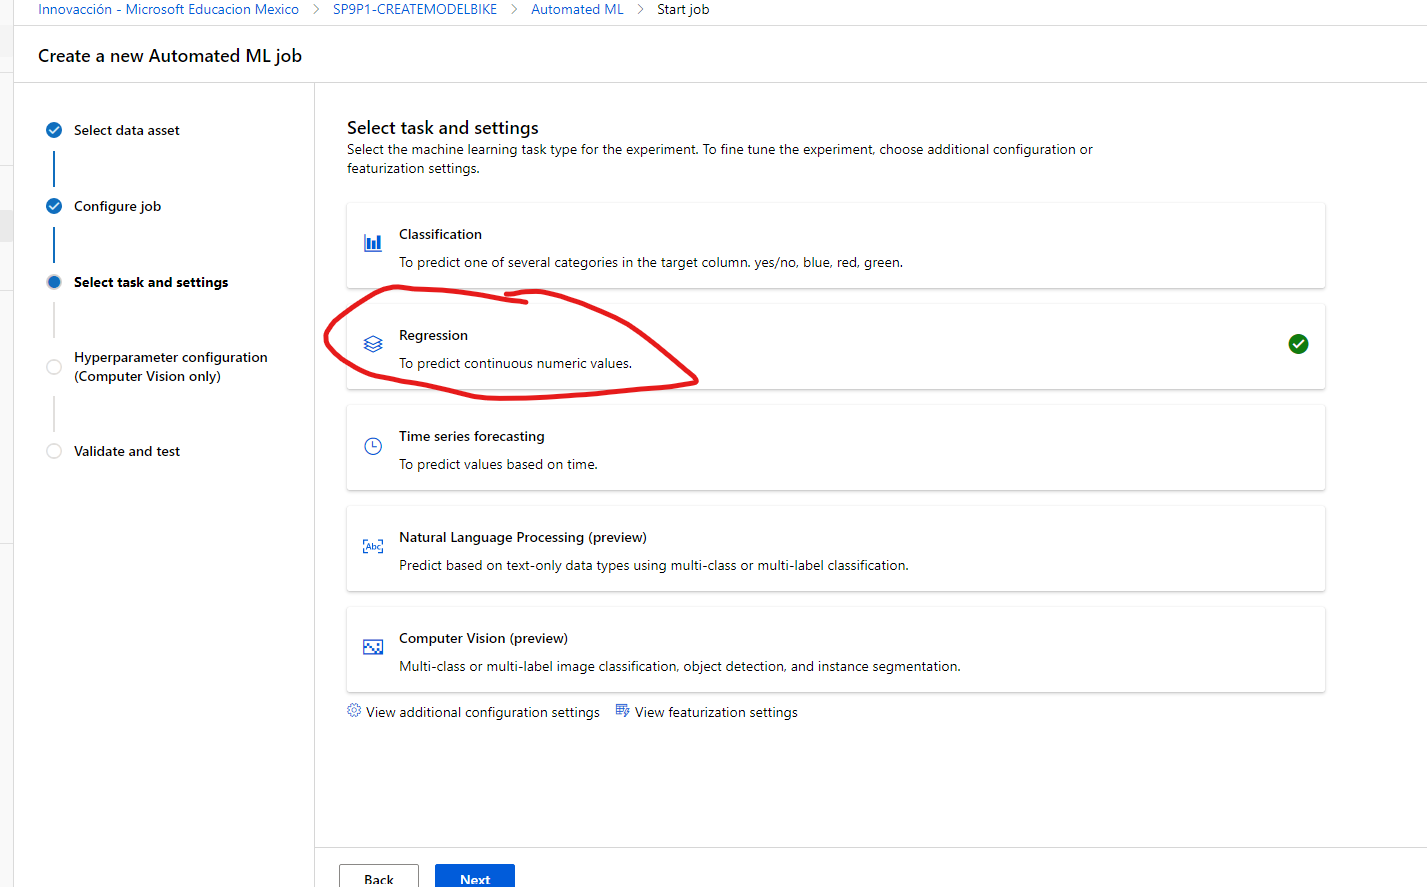 Innovacción - Microsoft Educacion Mexico > SP9P1-CREATEMODELBIKE > Automated ML > Start job
Create a new Automated ML job
Select data asset
Configure job
Select task and settings
Hyperparameter configuration
(Computer Vision only)
Validate and test
Select task and settings
Select the machine learning task type for the experiment. To fine tune the experiment, choose additional configuration or
featurization settings.
Classification
To predict one of several categories in the target column. yes/no, blue, red, green.
Regression
To predict continuous numeric values.
Time series forecasting
To predict values based on time.
Abc
Natural Language Processing (preview)
Predict based on text-only data types using multi-class or multi-label classification.
Computer Vision (preview)
Multi-class or multi-label image classification, object detection, and instance segmentation.
View additional configuration settings View featurization settings
Back Next